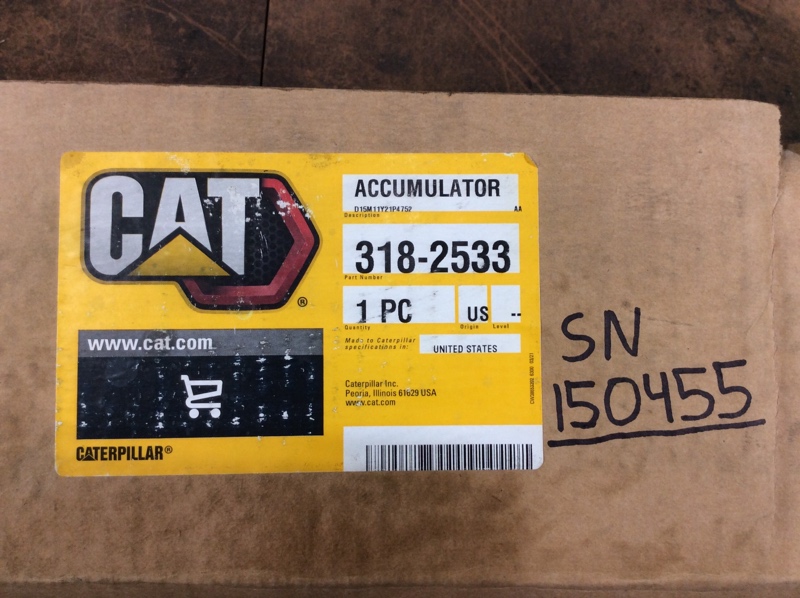 CAT
®
www.cat.com
CATERPILLAR®
ACCUMULATOR
D15M11Y21P4752 AA
Description
318-2533
Part Number
1 PC US --
Quantity Origin Level
Made to Caterpillar
specifications in:
UNITED STATES
Caterpillar Inc.
Peoria, Illinois 61629 USA
www.cat.com
SN
150455